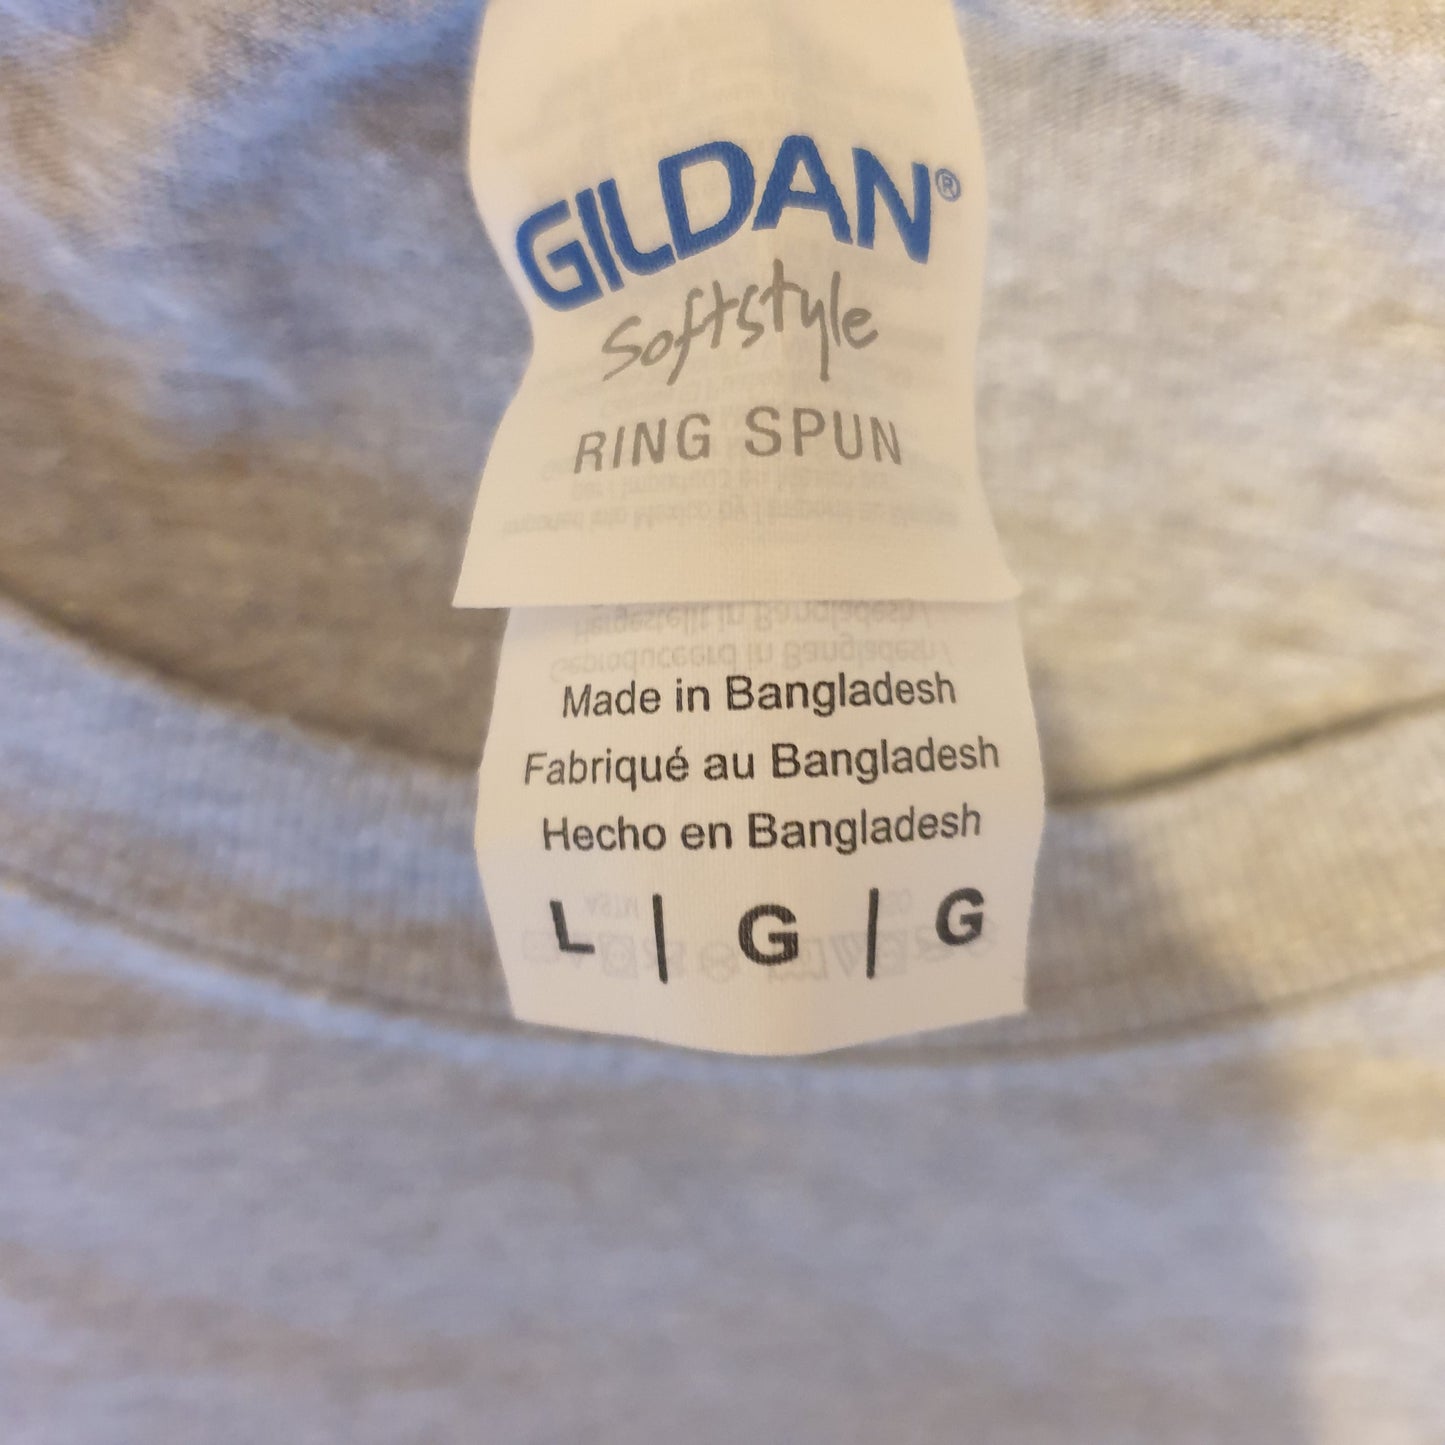 GILDAN®
Softstyle
RING SPUN
Made in Bangladesh
Fabriqué au Bangladesh
Hecho en Bangladesh
L | G | G